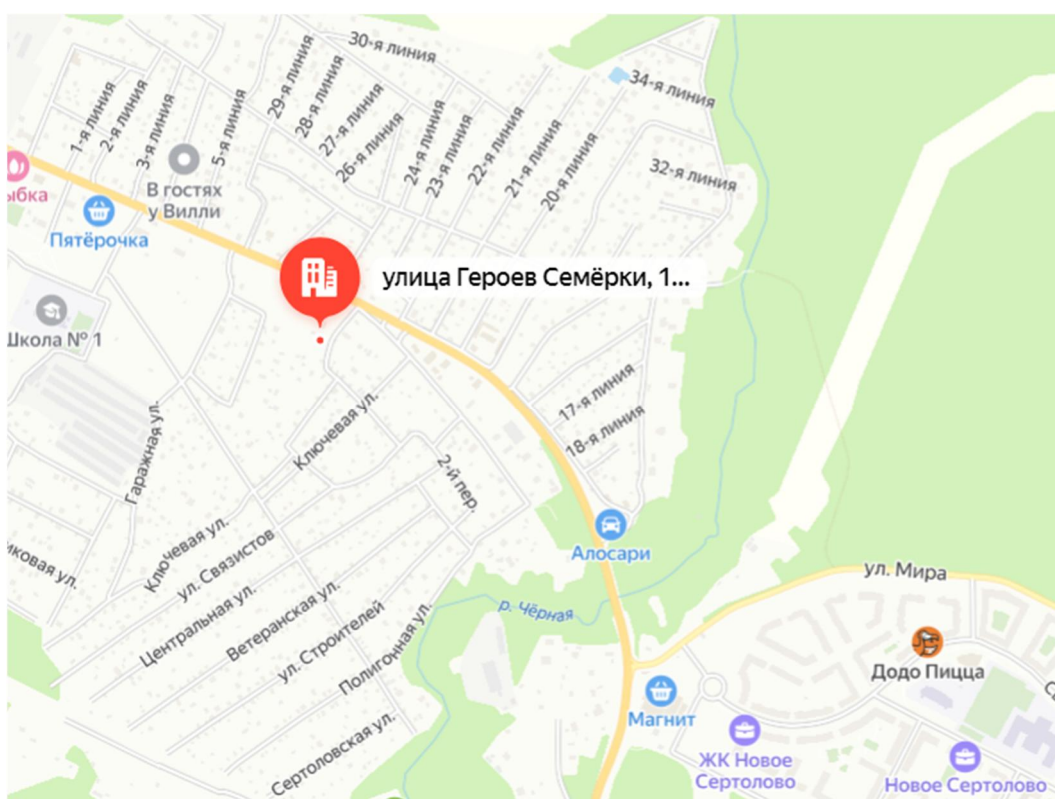 30-я линия
34-я линия
29-я линия
28-я линия
27-я линия
26-я линия
24-я линия
23-я линия
22-я линия
21-я линия
20-я линия
32-я линия
1-я линия
2-я линия
3-я линия
5-я линия
ыбка
В гостях
у Вилли
Пятёрочка
улица Героев Семёрки, 1...
Школа № 1
17-я линия
18-я линия
Гаражная ул.
Ключевая ул.
2-й пер.
Алосари
иковая ул.
Ключевая ул.
ул. Связистов
Центральная ул.
Ветеранская ул.
ул. Строителей
Полигонная ул.
Сертоловская ул.
р. Чёрная
ул. Мира
Додо Пицца
Магнит
ЖК Новое
Сертолово
Новое Сертолово